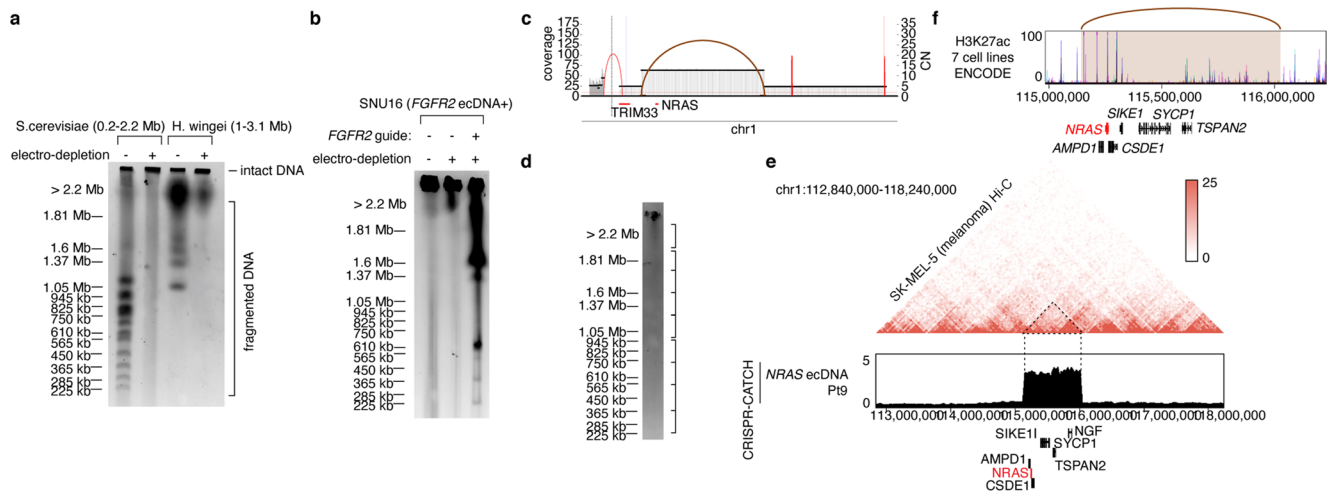 a
S.cerevisiae (0.2-2.2 Mb) H. wingei (1-3.1 Mb)
electro-depletion - + - +
intact DNA
> 2.2 Mb
1.81 Mb
1.6 Mb
1.37 Mb
1.05 Mb
945 kb
825 kb
750 kb
610 kb
565 kb
450 kb
365 kb
285 kb
225 kb
fragmented DNA
b
SNU16 (FGFR2 ecDNA+)
FGFR2 guide: - - +
electro-depletion - + +
> 2.2 Mb
1.81 Mb
1.6 Mb
1.37 Mb
1.05 Mb
945 kb
825 kb
750 kb
610 kb
565 kb
450 kb
365 kb
285 kb
225 kb
c
coverage
175
150
125
100
75
50
25
0
35
30
25
20
15
10
5
0
CN
TRIM33
NRAS
chr1
d
> 2.2 Mb
1.81 Mb
1.6 Mb
1.37 Mb
1.05 Mb
945 kb
825 kb
750 kb
610 kb
565 kb
450 kb
365 kb
285 kb
225 kb
e
chr1:112,840,000-118,240,000
SK-MEL-5 (melanoma) Hi-C
25
0
CRISPR-CATCH
NRAS ecDNA
Pt9
5
0
113,000,000 114,000,000 115,000,000 116,000,000 117,000,000 118,000,000
SIKE1
NGF
SYCP1
TSPAN2
AMPD1
NRAS
CSDE1
f
H3K27ac
7 cell lines
ENCODE
100
0
115,000,000 115,500,000 116,000,000
SIKE1 SYCP1
NRAS
TSPAN2
AMPD1
CSDE1